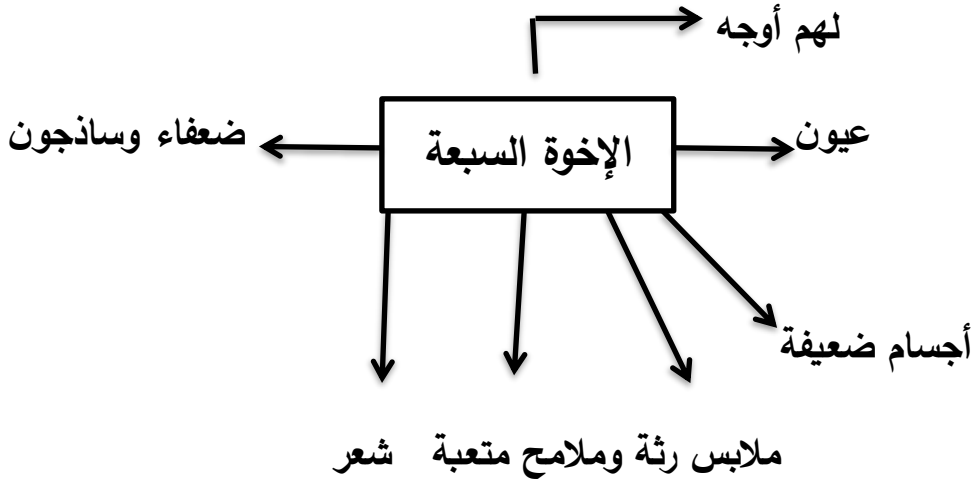 لهم أوجه
عيون
الإخوة السبعة
ضعفاء وساذجون
أجسام ضعيفة
ملابس رثة وملامح متعبة
شعر